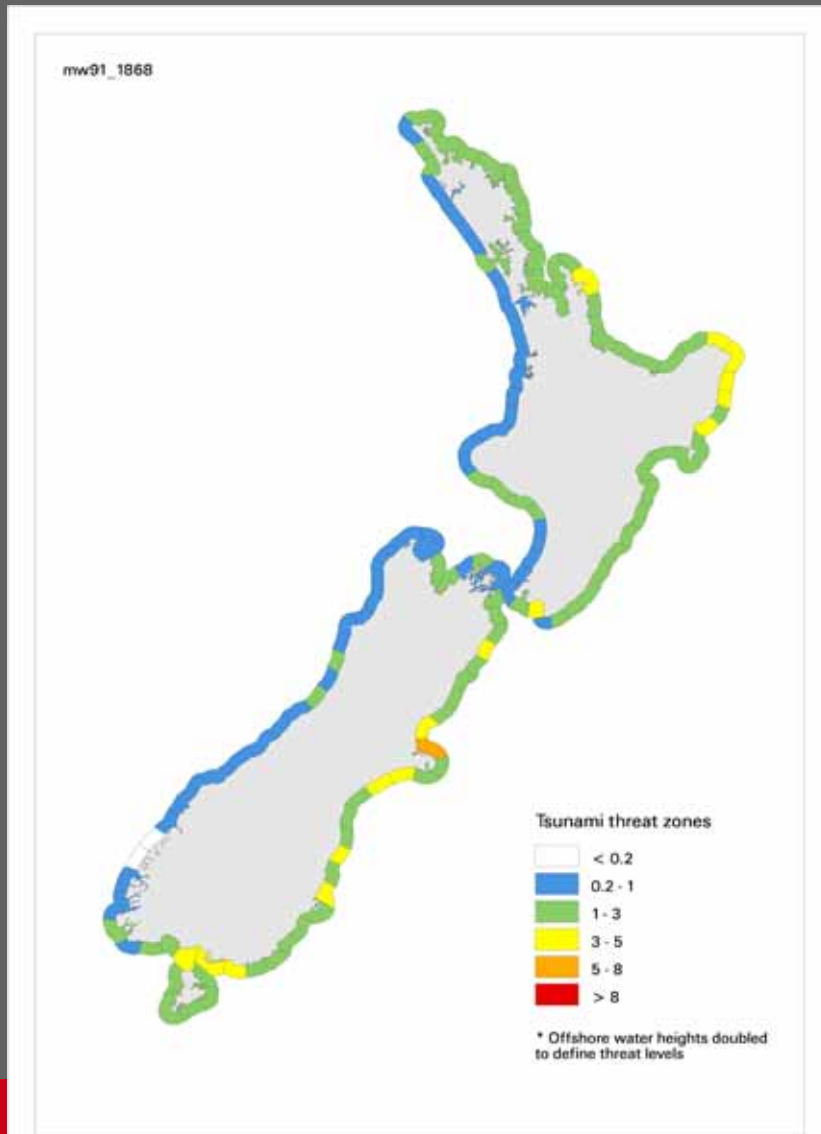 mw91_1868
Tsunami threat zones
< 0.2
0.2 - 1
1 - 3
3 - 5
5 - 8
> 8
* Offshore water heights doubled
to define threat levels